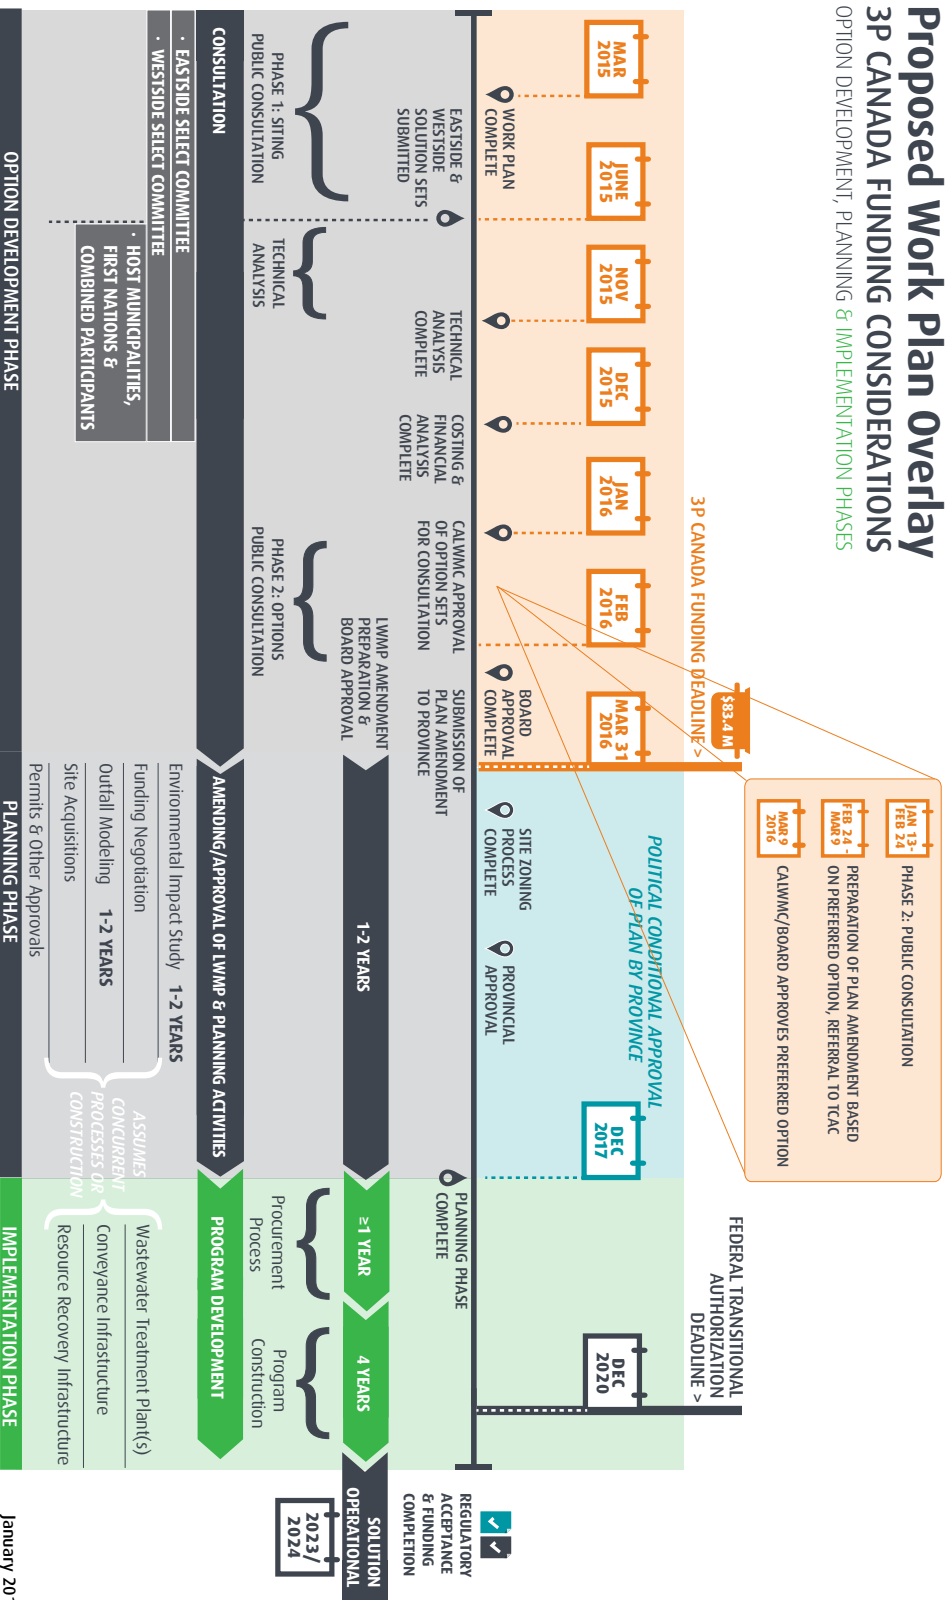 Proposed Work Plan Overlay
3P CANADA FUNDING CONSIDERATIONS
OPTION DEVELOPMENT, PLANNING & IMPLEMENTATION PHASES
3P CANADA FUNDING DEADLINE >
$83.4 M
JAN 13-
FEB 24
PHASE 2: PUBLIC CONSULTATION
FEB 24 -
MAR 9
PREPARATION OF PLAN AMENDMENT BASED
ON PREFERRED OPTION, REFERRAL TO TCAC
MAR 9
2016
CALWMC/BOARD APPROVES PREFERRED OPTION
FEDERAL TRANSITIONAL
AUTHORIZATION
DEADLINE >
MAR
2015
JUNE
2015
NOV
2015
DEC
2015
JAN
2016
FEB
2016
MAR 31
2016
POLITICAL CONDITIONAL APPROVAL
OF PLAN BY PROVINCE
DEC
2017
DEC
2020
WORK PLAN
COMPLETE
EASTSIDE &
WESTSIDE
SOLUTION SETS
SUBMITTED
TECHNICAL
ANALYSIS
COMPLETE
COSTING &
FINANCIAL
ANALYSIS
COMPLETE
CALWMC APPROVAL
OF OPTION SETS
FOR CONSULTATION
BOARD
APPROVAL
COMPLETE
SUBMISSION OF
PLAN AMENDMENT
TO PROVINCE
SITE ZONING
PROCESS
COMPLETE
PROVINCIAL
APPROVAL
PLANNING PHASE
COMPLETE
REGULATORY
ACCEPTANCE
& FUNDING
COMPLETION
LWMP AMENDMENT
PREPARATION &
BOARD APPROVAL
1-2 YEARS
≥1 YEAR
4 YEARS
SOLUTION
OPERATIONAL
2023/
2024
PHASE 1: SITING
PUBLIC CONSULTATION
TECHNICAL
ANALYSIS
PHASE 2: OPTIONS
PUBLIC CONSULTATION
Procurement
Process
Program
Construction
CONSULTATION
AMENDING/APPROVAL OF LWMP & PLANNING ACTIVITIES
PROGRAM DEVELOPMENT
· EASTSIDE SELECT COMMITTEE
· WESTSIDE SELECT COMMITTEE
· HOST MUNICIPALITIES,
FIRST NATIONS &
COMBINED PARTICIPANTS
Environmental Impact Study 1-2 YEARS
Funding Negotiation
Outfall Modeling 1-2 YEARS
Site Acquisitions
Permits & Other Approvals
ASSUMES
CONCURRENT
PROCESSES OR
CONSTRUCTION
Wastewater Treatment Plant(s)
Conveyance Infrastructure
Resource Recovery Infrastructure
OPTION DEVELOPMENT PHASE
PLANNING PHASE
IMPLEMENTATION PHASE
January